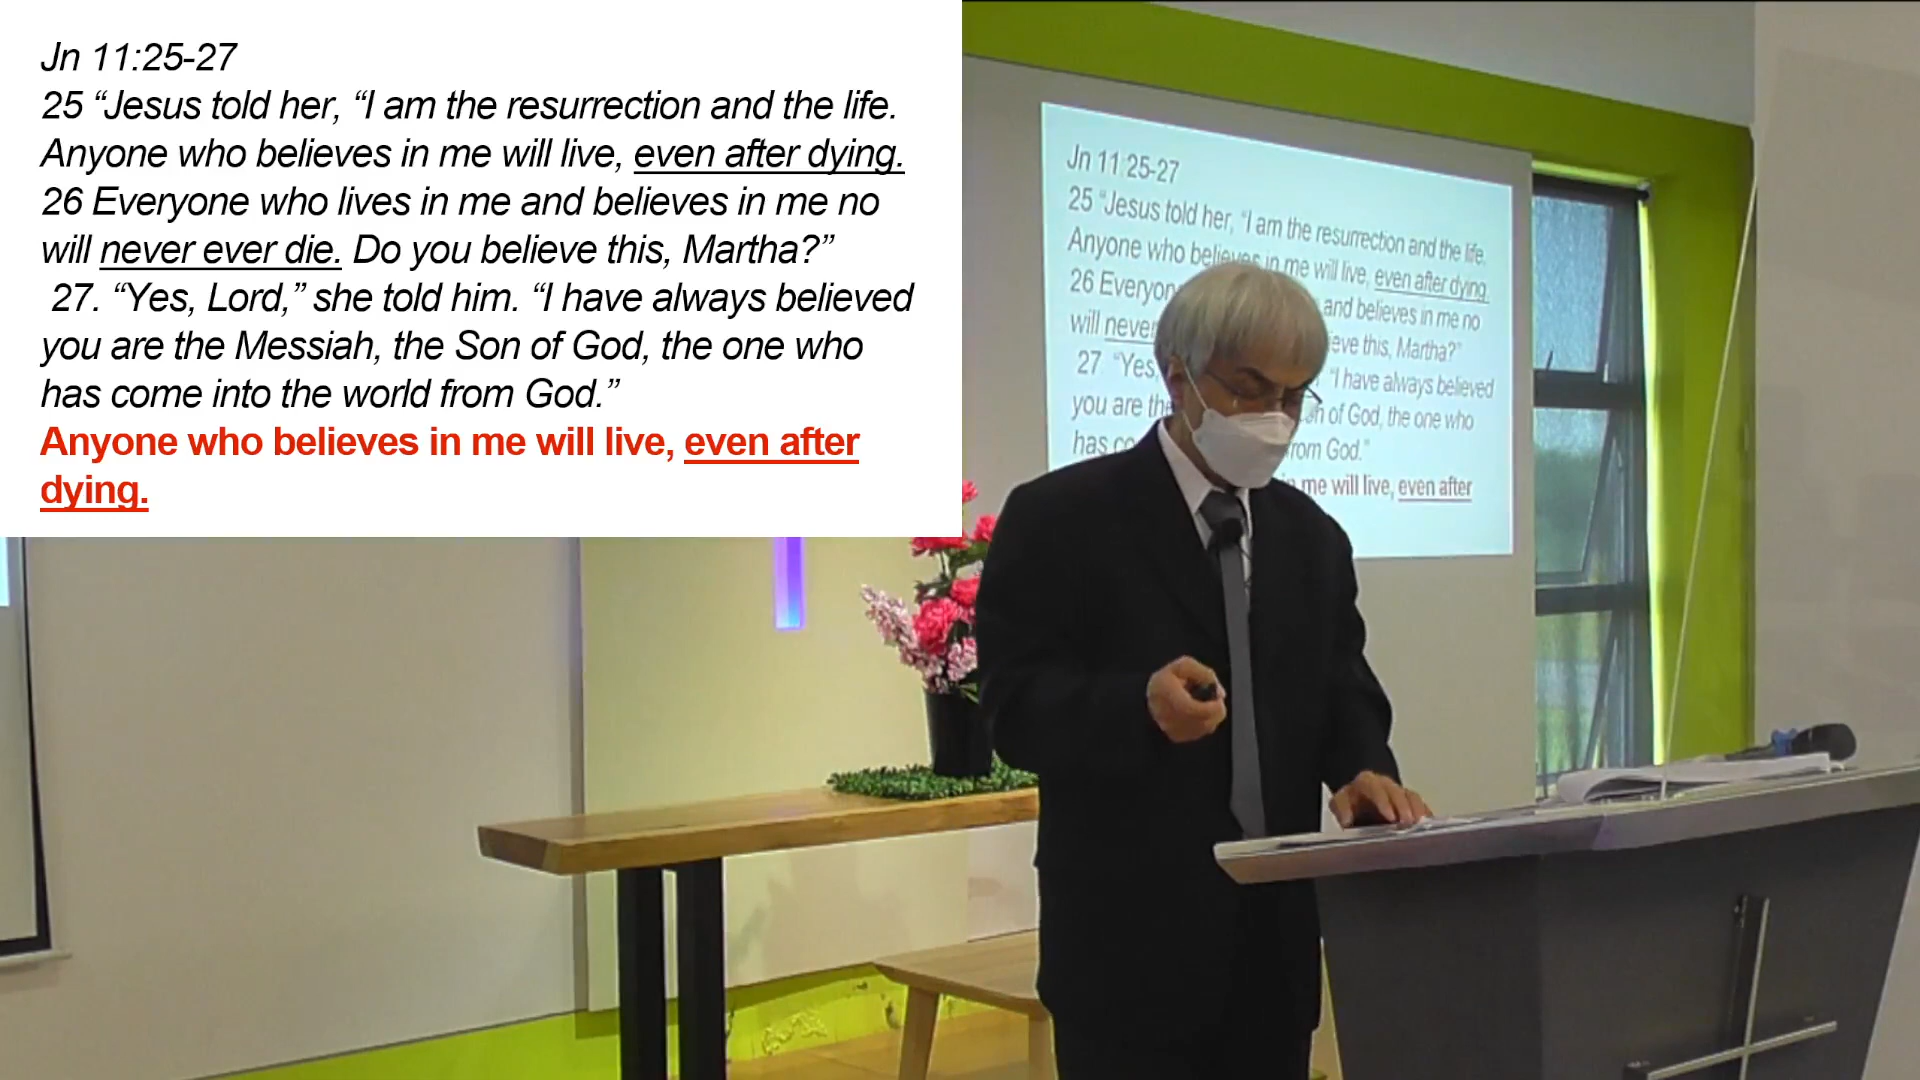 Jn 11:25-27
25 “Jesus told her, “I am the resurrection and the life.
Anyone who believes in me will live, even after dying.
26 Everyone who lives in me and believes in me no
will never ever die. Do you believe this, Martha?”
27. “Yes, Lord,” she told him. “I have always believed
you are the Messiah, the Son of God, the one who
has come into the world from God.”
Anyone who believes in me will live, even after
dying.
Jn 11:25-27
25 “Jesus told her, “I am the resurrection and the life.
Anyone who believes in me will live, even after dying.
26 Everyon and believes in me no
will never eve this, Martha?”
27 “Yes, “I have always believed
you are the n of God, the one who
has co rom God.”
in me will live, even after